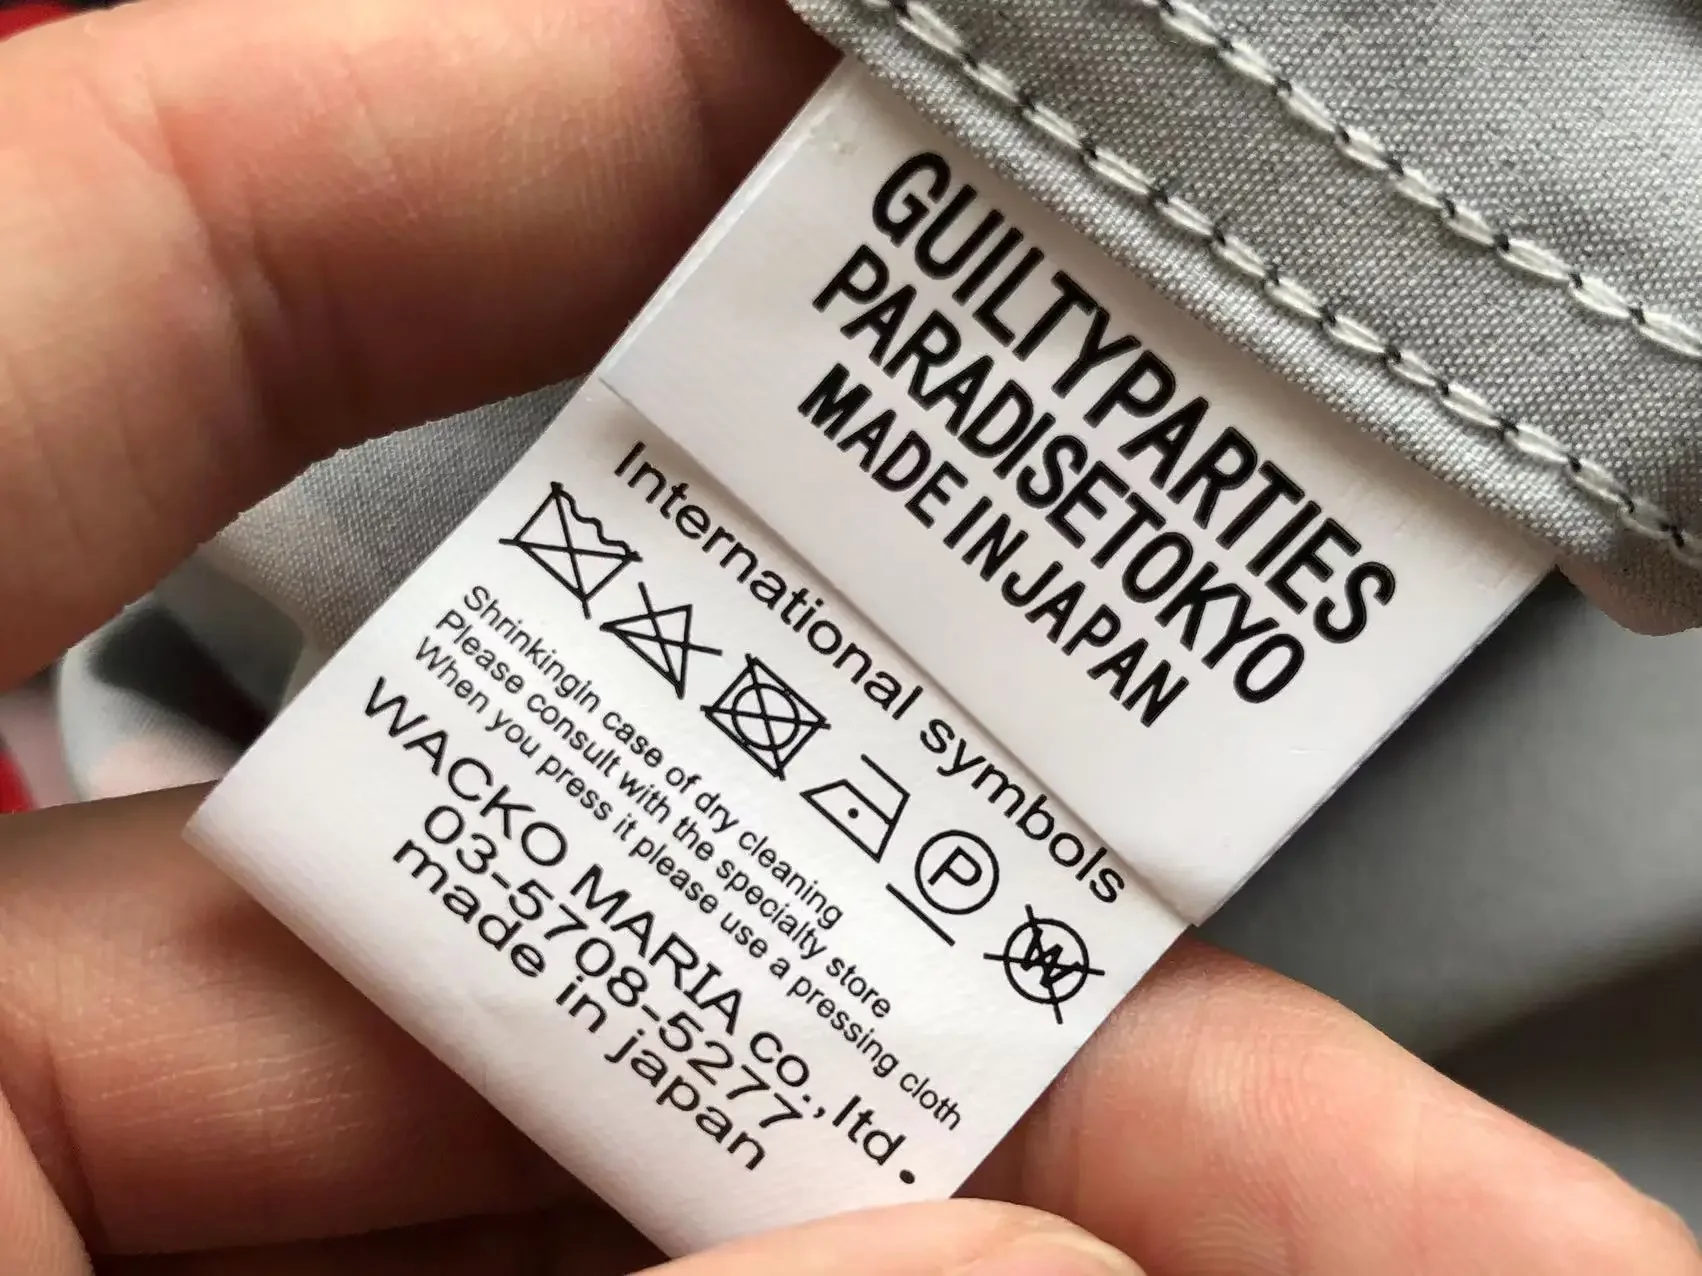 GUILTYPARTIES
PARADISETOKYO
MADE IN JAPAN
International symbols
P W
Shrinkingin case of dry cleaning
Please consult with the specialty store
When you press it please use a pressing cloth
WACKO MARIA co., ltd.
03-5708-5277
made in japan